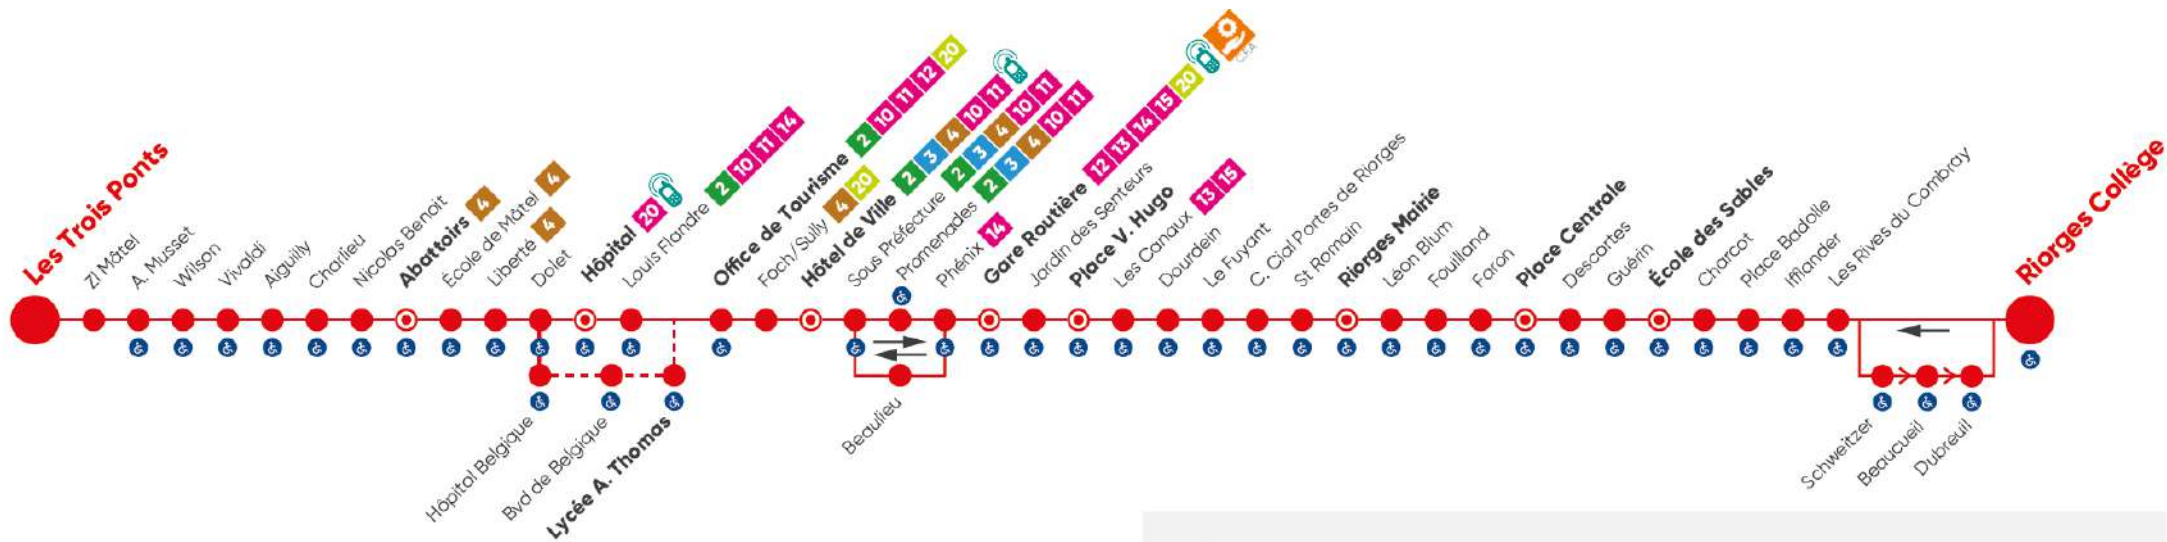 Les Trois Ponts
ZI Mâtel
A. Musset
Wilson
Vivaldi
Aiguilly
Charlieu
Nicolas Benoit
Abattoirs 4
École de Mâtel 4
Liberté 4
Dolet
Hôpital 20
Louis Flandre 2 10 11 14
Office de Tourisme 2 10 11 12 20
Foch / Sully 4 20
Hôtel de Ville 2 3 4 10 11
Sous Préfecture 2 3 4 10 11
Promenades 2 3 4 10 11
Phénix 14
Gare Routière 12 13 14 15 20
Jardin des Senteurs
Place V. Hugo
Les Canaux 13 15
Dourdein
Le Fuyant
C. Cial Portes de Riorges
St Romain
Riorges Mairie
Léon Blum
Fouilland
Faron
Place Centrale
Descartes
Guérin
École des Sables
Charcot
Place Badolle
Ifflander
Les Rives du Combray
Riorges Collège
Hôpital Belgique
Bvd de Belgique
Lycée A. Thomas
Beaulieu
Schweitzer
Beaucueil
Dubreuil